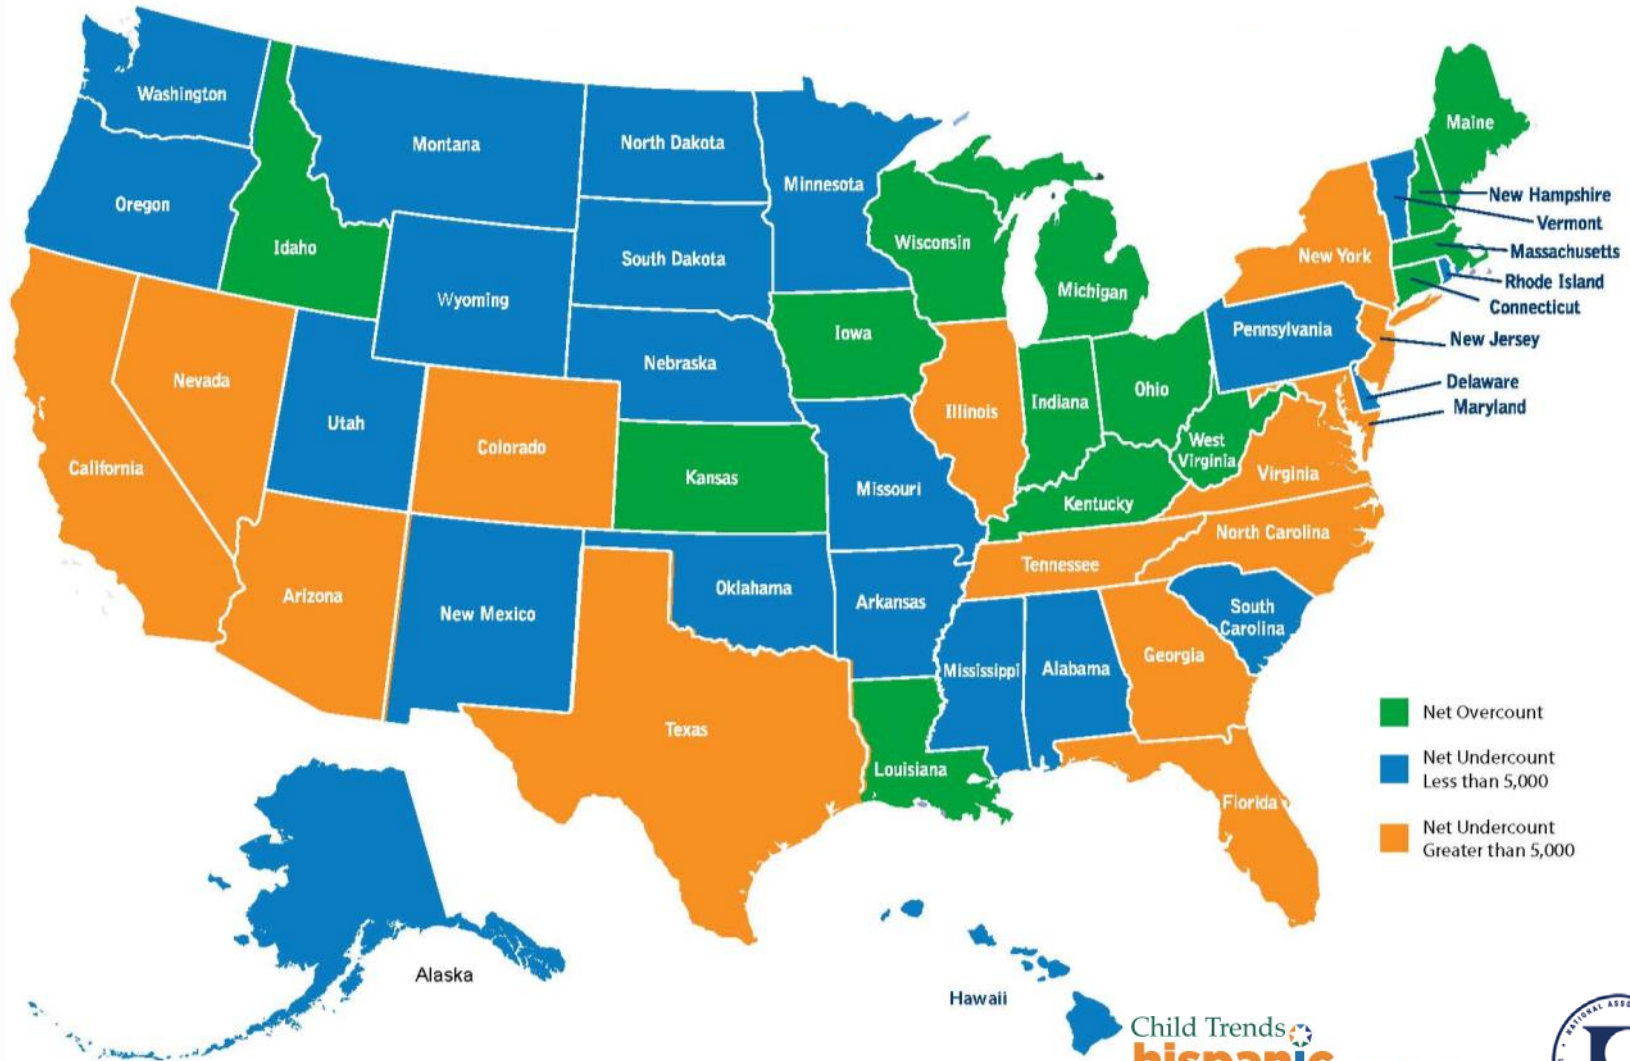 Washington
Montana
North Dakota
Minnesota
Oregon
Idaho
Wyoming
South Dakota
Wisconsin
Michigan
Maine
New Hampshire
Vermont
Massachusetts
New York
Rhode Island
Connecticut
Pennsylvania
New Jersey
Delaware
Maryland
Nevada
Utah
Colorado
Nebraska
Iowa
Illinois
Indiana
Ohio
West
Virginia
Virginia
California
Kansas
Missouri
Kentucky
North Carolina
Tennessee
Arizona
New Mexico
Oklahoma
Arkansas
South
Carolina
Mississippi
Alabama
Georgia
Texas
Louisiana
Florida
Net Overcount
Net Undercount
Less than 5,000
Net Undercount
Greater than 5,000
Alaska
Hawaii
Child Trends
hispanic
NATIONAL